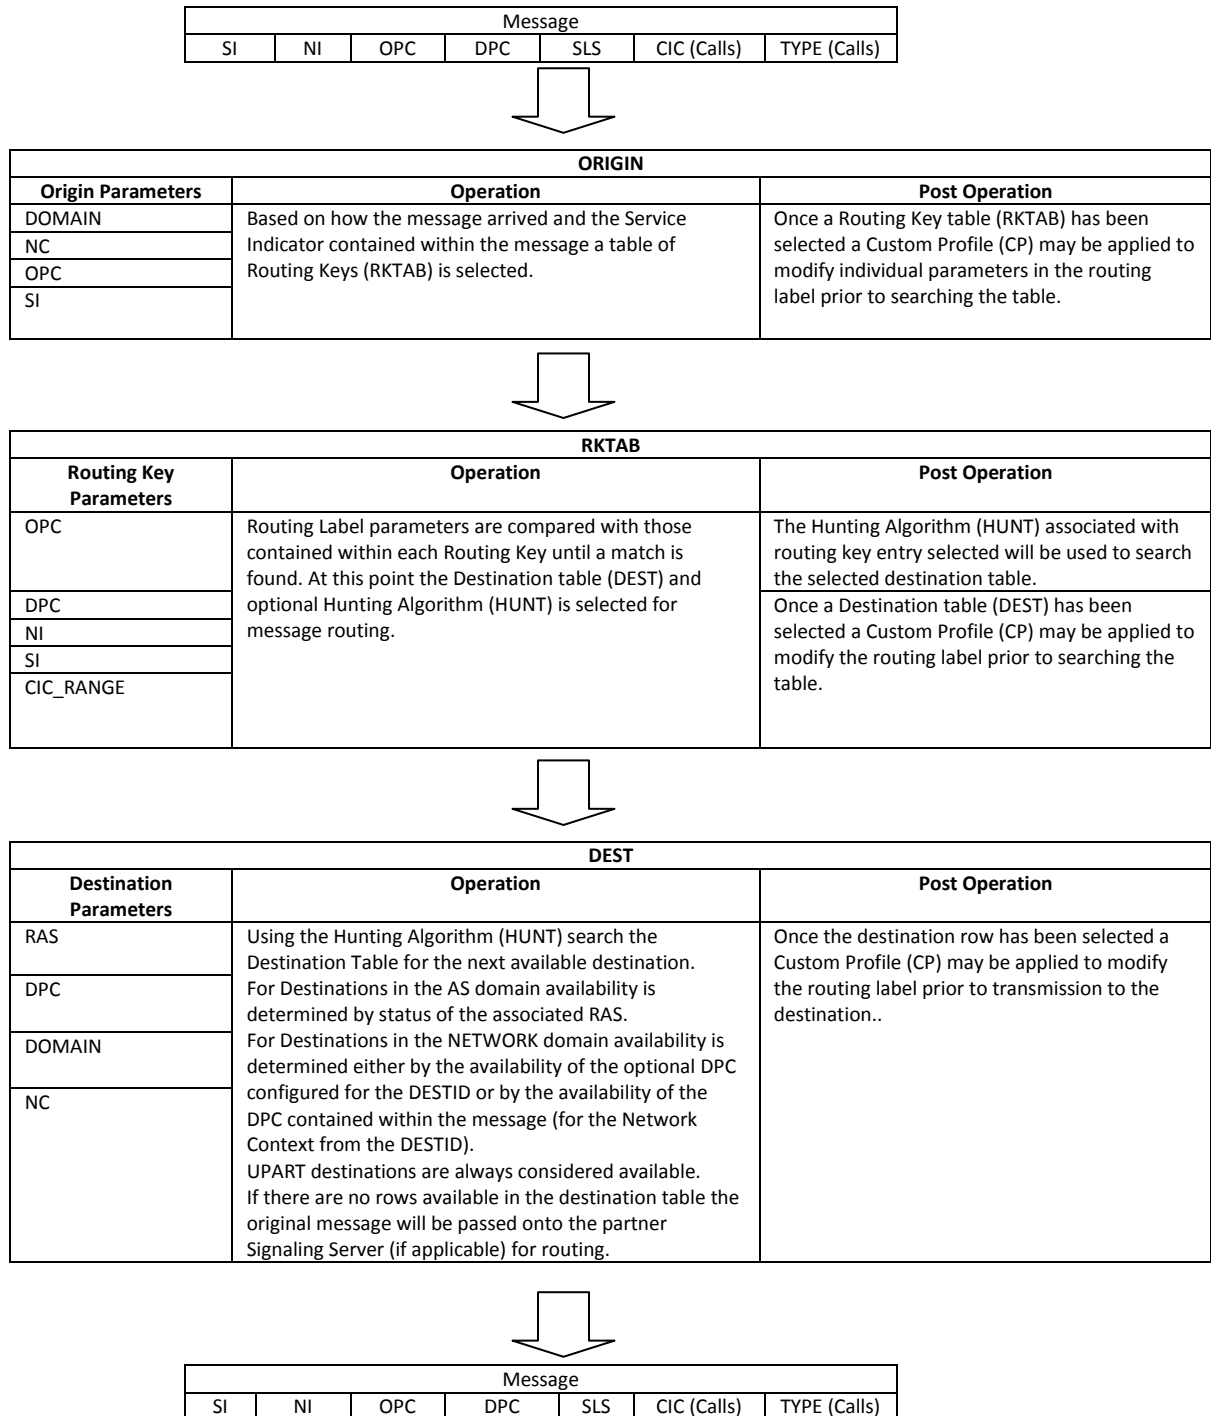 Message
SI NI OPC DPC SLS CIC (Calls) TYPE (Calls)
ORIGIN
Origin Parameters Operation Post Operation
DOMAIN
NC
OPC
SI
Based on how the message arrived and the Service
Indicator contained within the message a table of
Routing Keys (RKTAB) is selected.
Once a Routing Key table (RKTAB) has been
selected a Custom Profile (CP) may be applied to
modify individual parameters in the routing
label prior to searching the table.
RKTAB
Routing Key
Parameters
Operation
Post Operation
OPC
DPC
NI
SI
CIC_RANGE
Routing Label parameters are compared with those
contained within each Routing Key until a match is
found. At this point the Destination table (DEST) and
optional Hunting Algorithm (HUNT) is selected for
message routing.
The Hunting Algorithm (HUNT) associated with
routing key entry selected will be used to search
the selected destination table.
Once a Destination table (DEST) has been
selected a Custom Profile (CP) may be applied to
modify the routing label prior to searching the
table.
DEST
Destination
Parameters
Operation
Post Operation
RAS
DPC
DOMAIN
NC
Using the Hunting Algorithm (HUNT) search the
Destination Table for the next available destination.
For Destinations in the AS domain availability is
determined by status of the associated RAS.
For Destinations in the NETWORK domain availability is
determined either by the availability of the optional DPC
configured for the DESTID or by the availability of the
DPC contained within the message (for the Network
Context from the DESTID).
UPART destinations are always considered available.
If there are no rows available in the destination table the
original message will be passed onto the partner
Signaling Server (if applicable) for routing.
Once the destination row has been selected a
Custom Profile (CP) may be applied to modify
the routing label prior to transmission to the
destination..
Message
SI NI OPC DPC SLS CIC (Calls) TYPE (Calls)